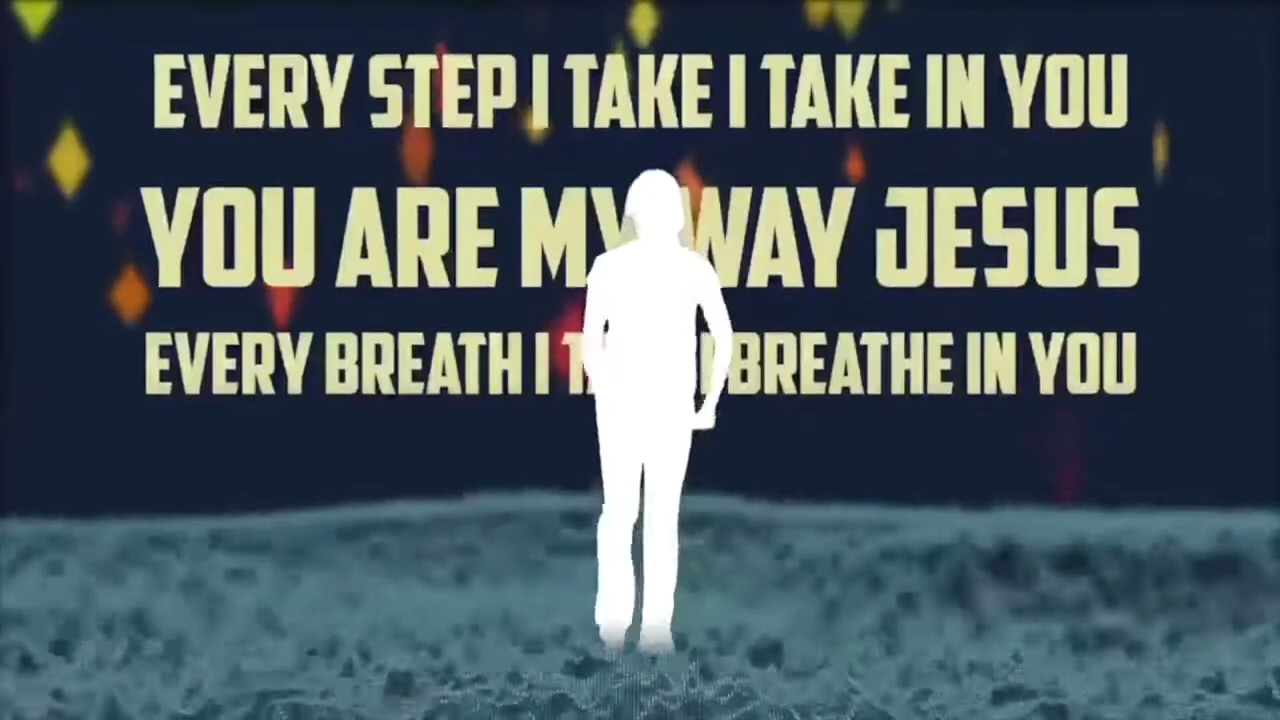 EVERY STEP I TAKE I TAKE IN YOU
YOU ARE MY WAY JESUS
EVERY BREATH I I BREATHE IN YOU